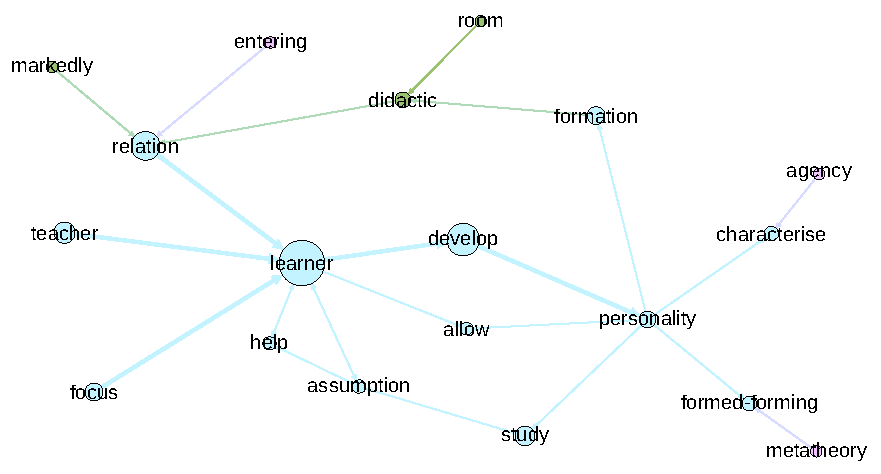 room
entering
markedly
didactic
formation
relation
agency
teacher
develop
characterise
learner
personality
allow
help
assumption
focus
formed-forming
study
metatheory